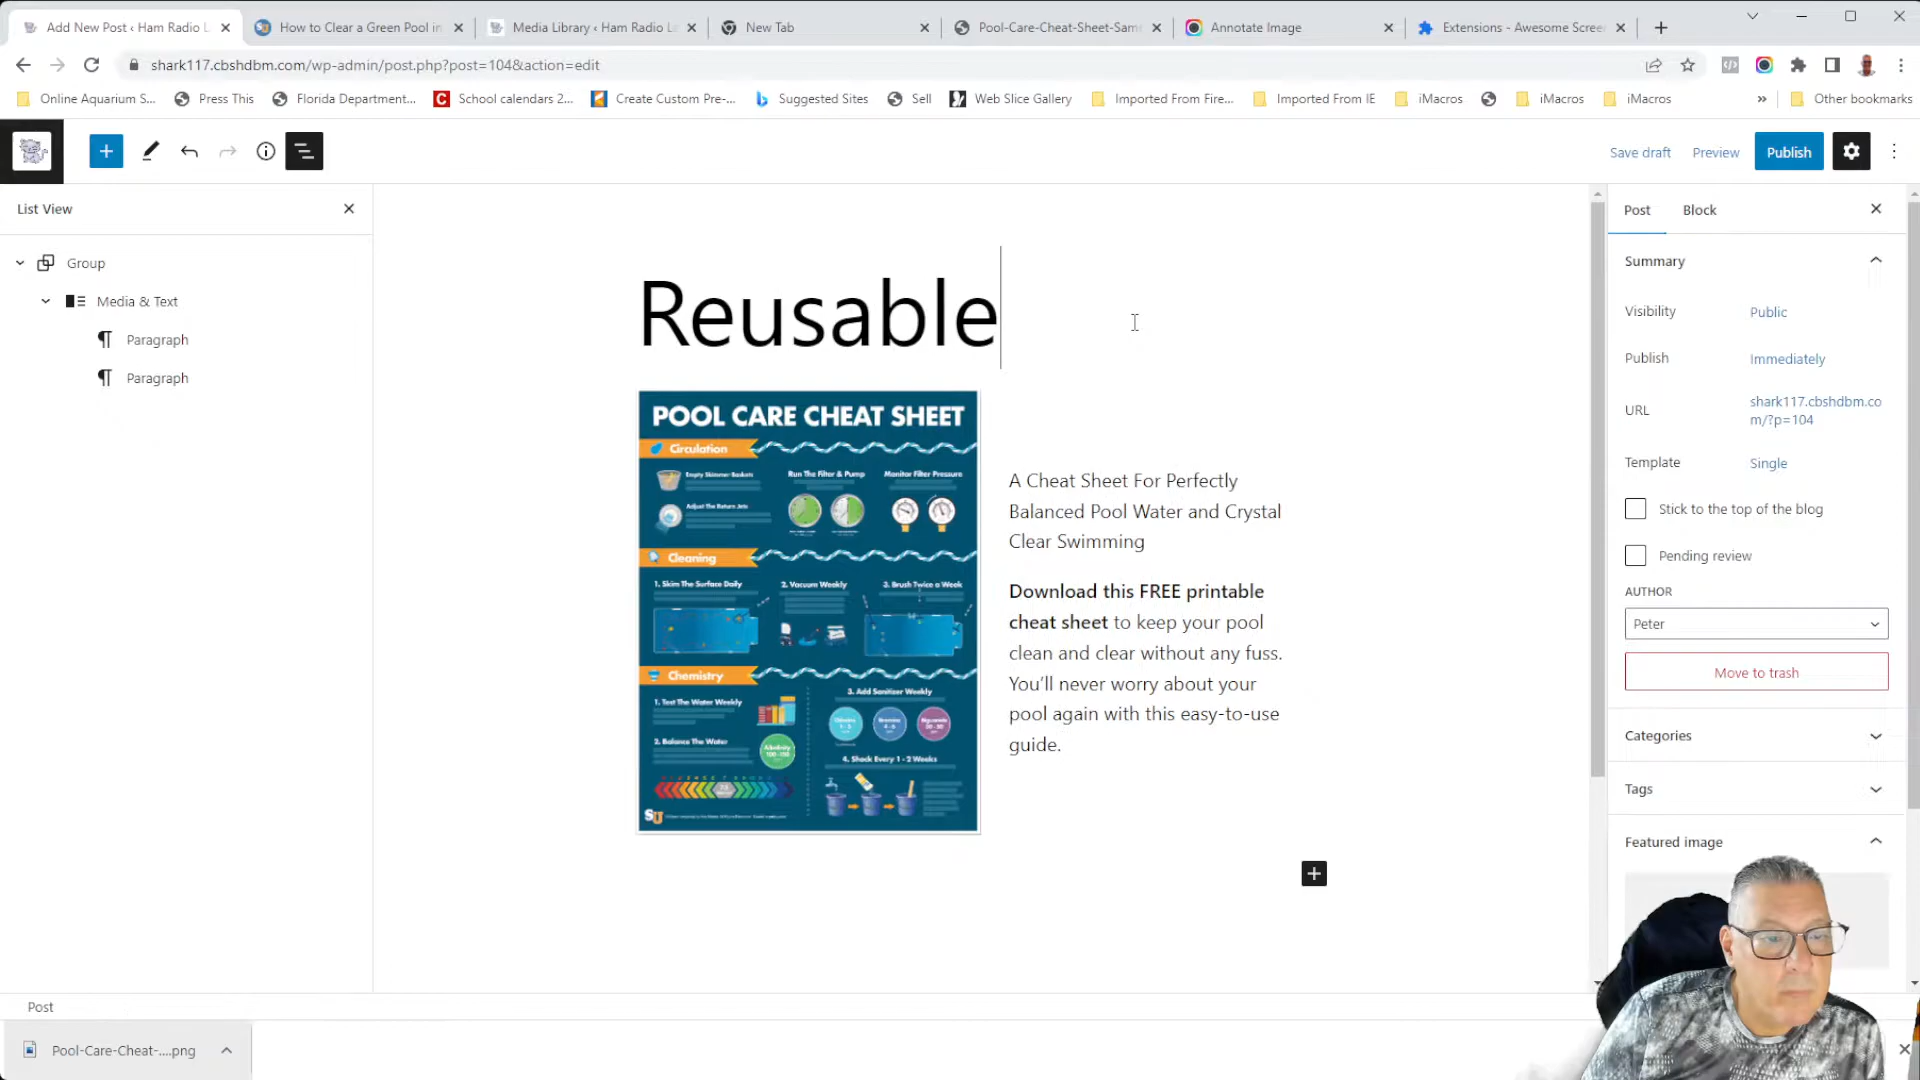 Add New Post ‹ Ham Radio L
How to Clear a Green Pool in
Media Library ‹ Ham Radio Li
New Tab
Pool-Care-Cheat-Sheet-Sam
Annotate Image
Extensions - Awesome Scree
shark117.cbshdbm.com/wp-admin/post.php?post=104&action=edit
Online Aquarium S...
Press This
Florida Department...
School calendars 2...
Create Custom Pre-...
Suggested Sites
Sell
Web Slice Gallery
Imported From Fire...
Imported From IE
iMacros
iMacros
iMacros
»
Other bookmarks
Save draft
Preview
Publish
List View
Group
Media & Text
Paragraph
Paragraph
Reusable
POOL CARE CHEAT SHEET
Circulation
Empty Skimmer Baskets
Run The Filter & Pump
Monitor Filter Pressure
Adjust The Return Jets
Cleaning
1. Skim The Surface Daily
2. Vacuum Weekly
3. Brush Twice a Week
Chemistry
1. Test The Water Weekly
2. Balance The Water
3. Add Sanitizer Weekly
4. Shock Every 1 - 2 Weeks
SU
A Cheat Sheet For Perfectly
Balanced Pool Water and Crystal
Clear Swimming
Download this FREE printable
cheat sheet to keep your pool
clean and clear without any fuss.
You'll never worry about your
pool again with this easy-to-use
guide.
Post
Block
Summary
Visibility
Public
Publish
Immediately
URL
shark117.cbshdbm.co
m/?p=104
Template
Single
Stick to the top of the blog
Pending review
AUTHOR
Peter
Move to trash
Categories
Tags
Featured image
Post
Pool-Care-Cheat-....png